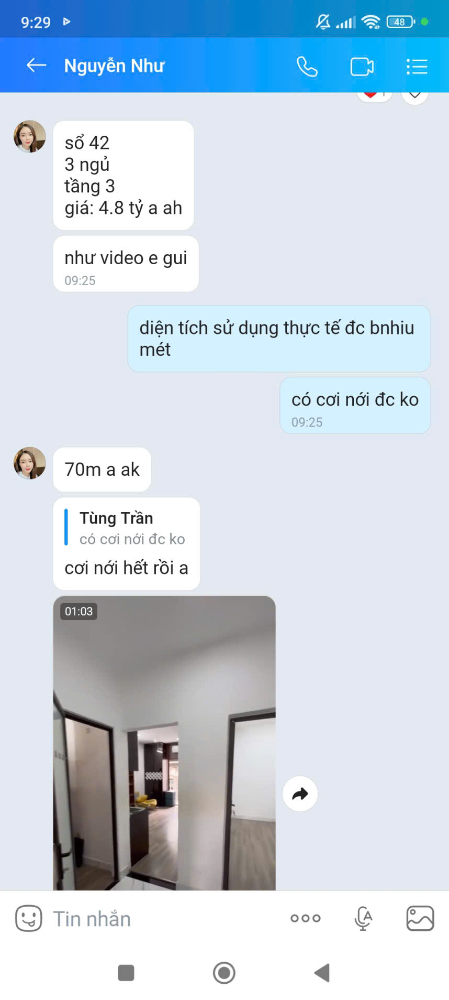 9:29
48
Nguyễn Như
1
sổ 42
3 ngủ
tầng 3
giá: 4.8 tỷ a ah
như video e gui
09:25
diện tích sử dụng thực tế đc bnhiu
mét
có cơi nới đc ko
09:25
70m a ak
Tùng Trần
có cơi nới đc ko
cơi nới hết rồi a
01:03
Tin nhắn